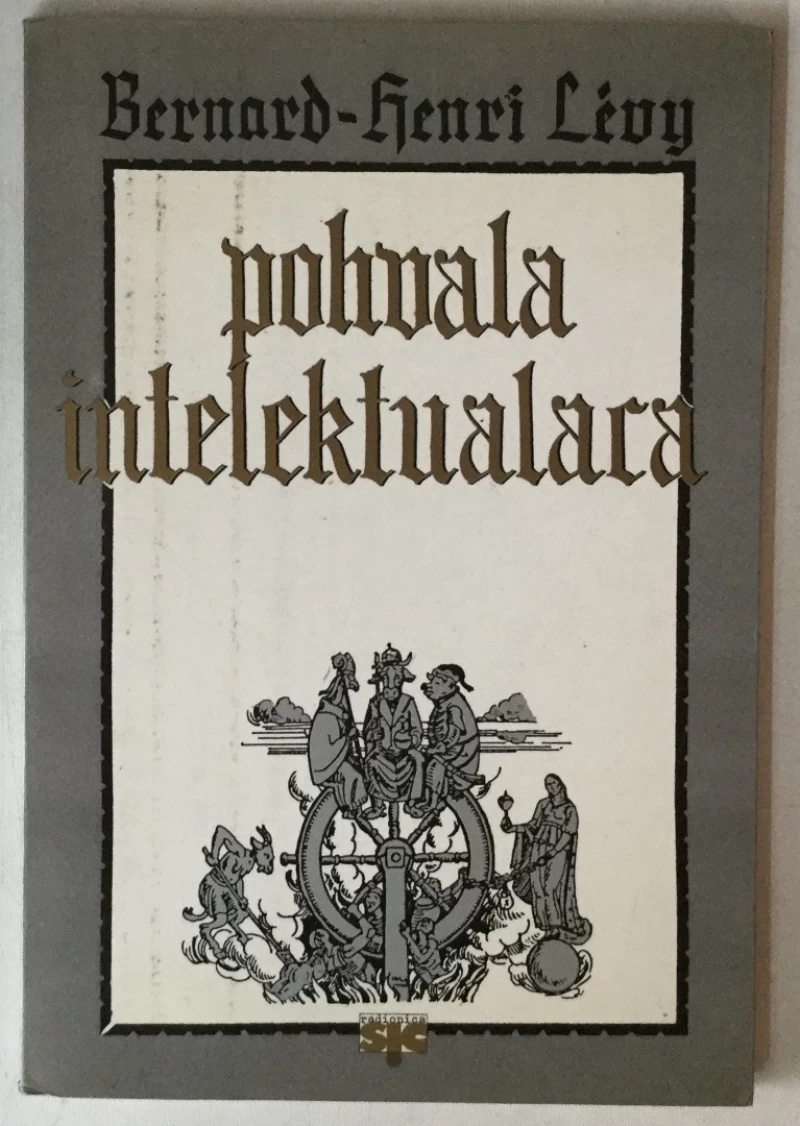 Bernard-Henri Lévy
pohvala
intelektualaca
radionica
SIC